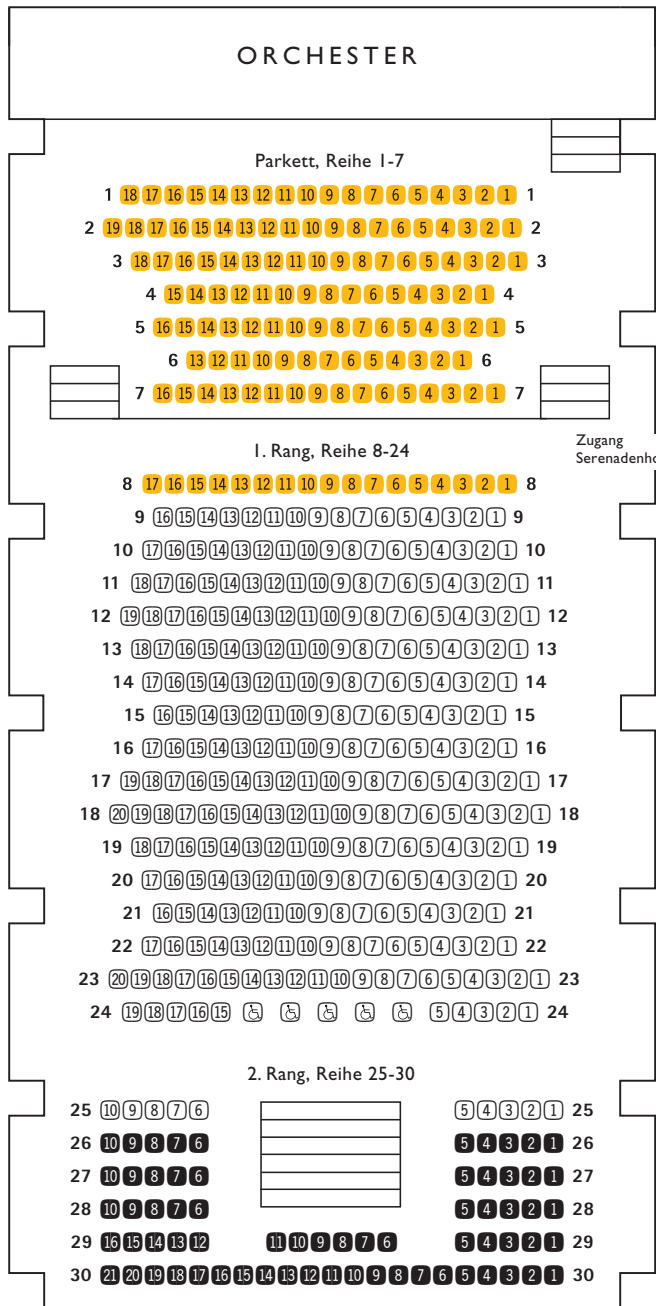 ORCHESTER
Parkett, Reihe 1-7
1 18 17 16 15 14 13 12 11 10 9 8 7 6 5 4 3 2 1 1
2 19 18 17 16 15 14 13 12 11 10 9 8 7 6 5 4 3 2 1 2
3 18 17 16 15 14 13 12 11 10 9 8 7 6 5 4 3 2 1 3
4 15 14 13 12 11 10 9 8 7 6 5 4 3 2 1 4
5 16 15 14 13 12 11 10 9 8 7 6 5 4 3 2 1 5
6 13 12 11 10 9 8 7 6 5 4 3 2 1 6
7 16 15 14 13 12 11 10 9 8 7 6 5 4 3 2 1 7
1. Rang, Reihe 8-24
Zugang
Serenadenho
8 17 16 15 14 13 12 11 10 9 8 7 6 5 4 3 2 1 8
9 16 15 14 13 12 11 10 9 8 7 6 5 4 3 2 1 9
10 17 16 15 14 13 12 11 10 9 8 7 6 5 4 3 2 1 10
11 18 17 16 15 14 13 12 11 10 9 8 7 6 5 4 3 2 1 11
12 19 18 17 16 15 14 13 12 11 10 9 8 7 6 5 4 3 2 1 12
13 18 17 16 15 14 13 12 11 10 9 8 7 6 5 4 3 2 1 13
14 17 16 15 14 13 12 11 10 9 8 7 6 5 4 3 2 1 14
15 16 15 14 13 12 11 10 9 8 7 6 5 4 3 2 1 15
16 17 16 15 14 13 12 11 10 9 8 7 6 5 4 3 2 1 16
17 19 18 17 16 15 14 13 12 11 10 9 8 7 6 5 4 3 2 1 17
18 20 19 18 17 16 15 14 13 12 11 10 9 8 7 6 5 4 3 2 1 18
19 18 17 16 15 14 13 12 11 10 9 8 7 6 5 4 3 2 1 19
20 17 16 15 14 13 12 11 10 9 8 7 6 5 4 3 2 1 20
21 16 15 14 13 12 11 10 9 8 7 6 5 4 3 2 1 21
22 17 16 15 14 13 12 11 10 9 8 7 6 5 4 3 2 1 22
23 20 19 18 17 16 15 14 13 12 11 10 9 8 7 6 5 4 3 2 1 23
24 19 18 17 16 15 5 4 3 2 1 24
2. Rang, Reihe 25-30
25 10 9 8 7 6 5 4 3 2 1 25
26 10 9 8 7 6 5 4 3 2 1 26
27 10 9 8 7 6 5 4 3 2 1 27
28 10 9 8 7 6 5 4 3 2 1 28
29 16 15 14 13 12 11 10 9 8 7 6 5 4 3 2 1 29
30 21 20 19 18 17 16 15 14 13 12 11 10 9 8 7 6 5 4 3 2 1 30